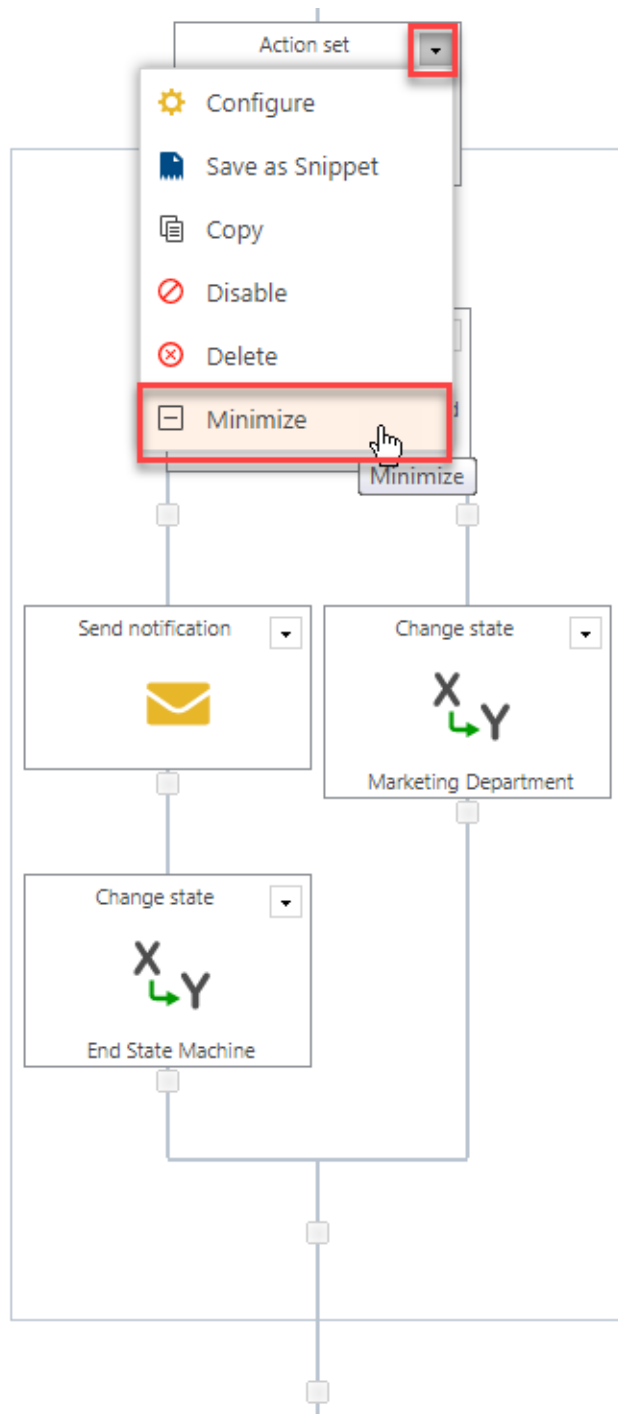 Action set
Configure
Save as Snippet
Copy
Disable
Delete
Minimize
Minimize
Send notification
Change state
Marketing Department
Change state
End State Machine